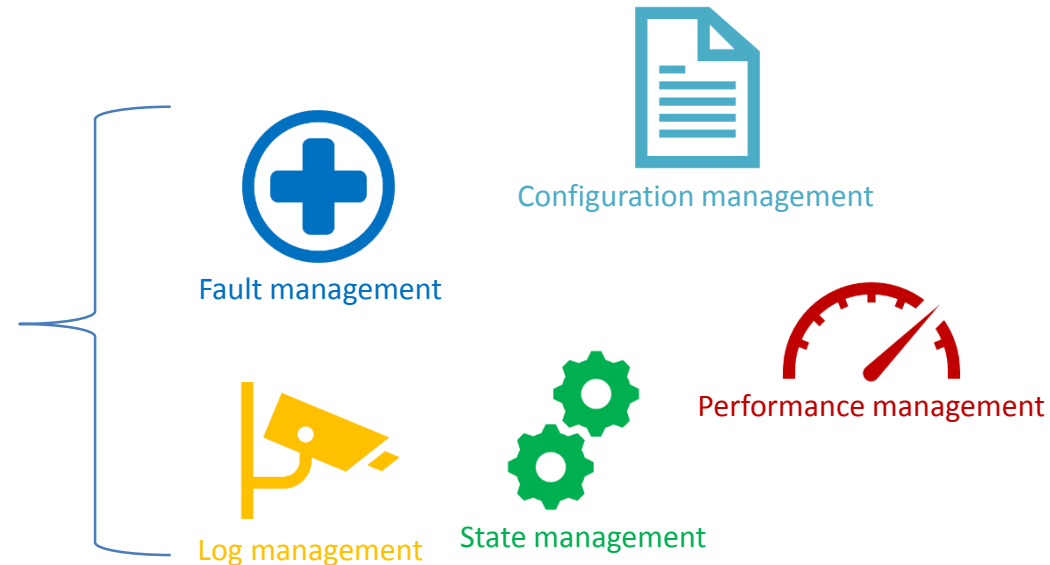 Configuration management
Fault management
Performance management
State management
Log management